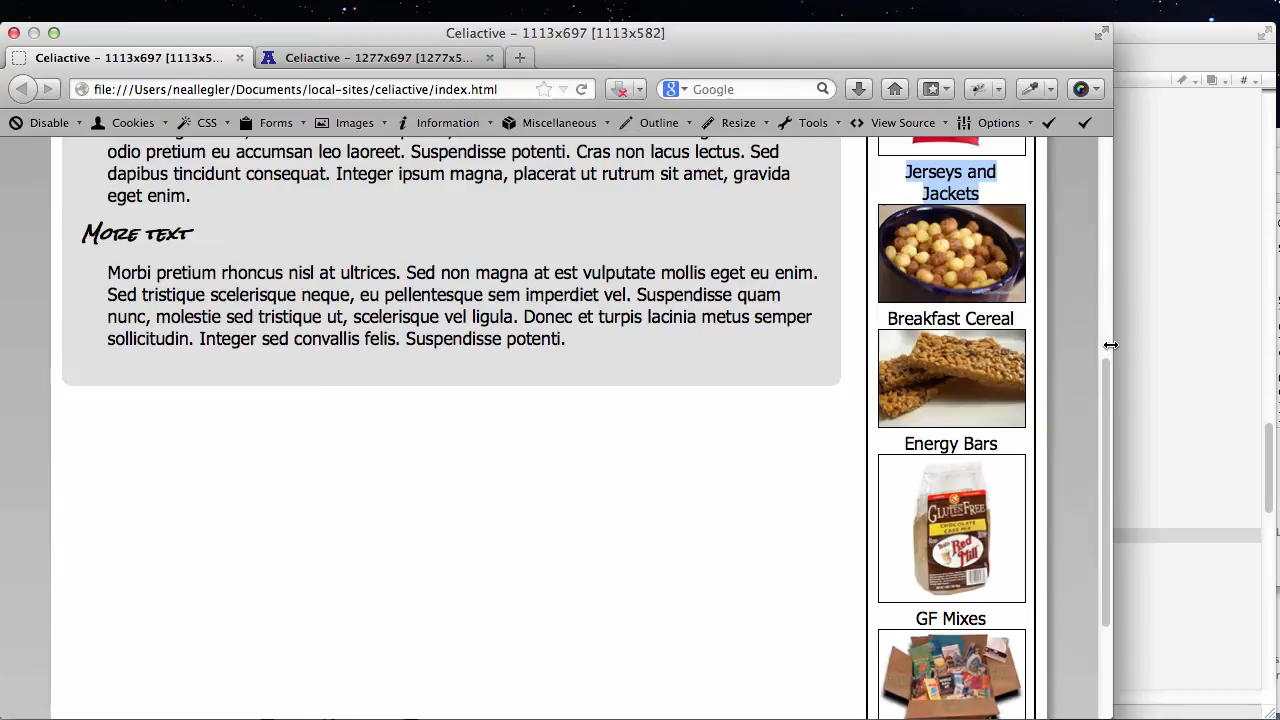 Celiactive - 1113x697 [1113x582]
Celiactive - 1113x697 [1113x5...
Celiactive - 1277x697 [1277x5...
file:///Users/neallegler/Documents/local-sites/celiactive/index.html
Google
Disable
Cookies
CSS
Forms
Images
Information
Miscellaneous
Outline
Resize
Tools
View Source
Options
odio pretium eu accumsan leo laoreet. Suspendisse potenti. Cras non lacus lectus. Sed
dapibus tincidunt consequat. Integer ipsum magna, placerat ut rutrum sit amet, gravida
eget enim.
More text
Morbi pretium rhoncus nisl at ultrices. Sed non magna at est vulputate mollis eget eu enim.
Sed tristique scelerisque neque, eu pellentesque sem imperdiet vel. Suspendisse quam
nunc, molestie sed tristique ut, scelerisque vel ligula. Donec et turpis lacinia metus semper
sollicitudin. Integer sed convallis felis. Suspendisse potenti.
Jerseys and
Jackets
Breakfast Cereal
Energy Bars
GLUTEN FREE
CHOCOLATE
CAKE MIX
Bob's
Red
Mill
GF Mixes